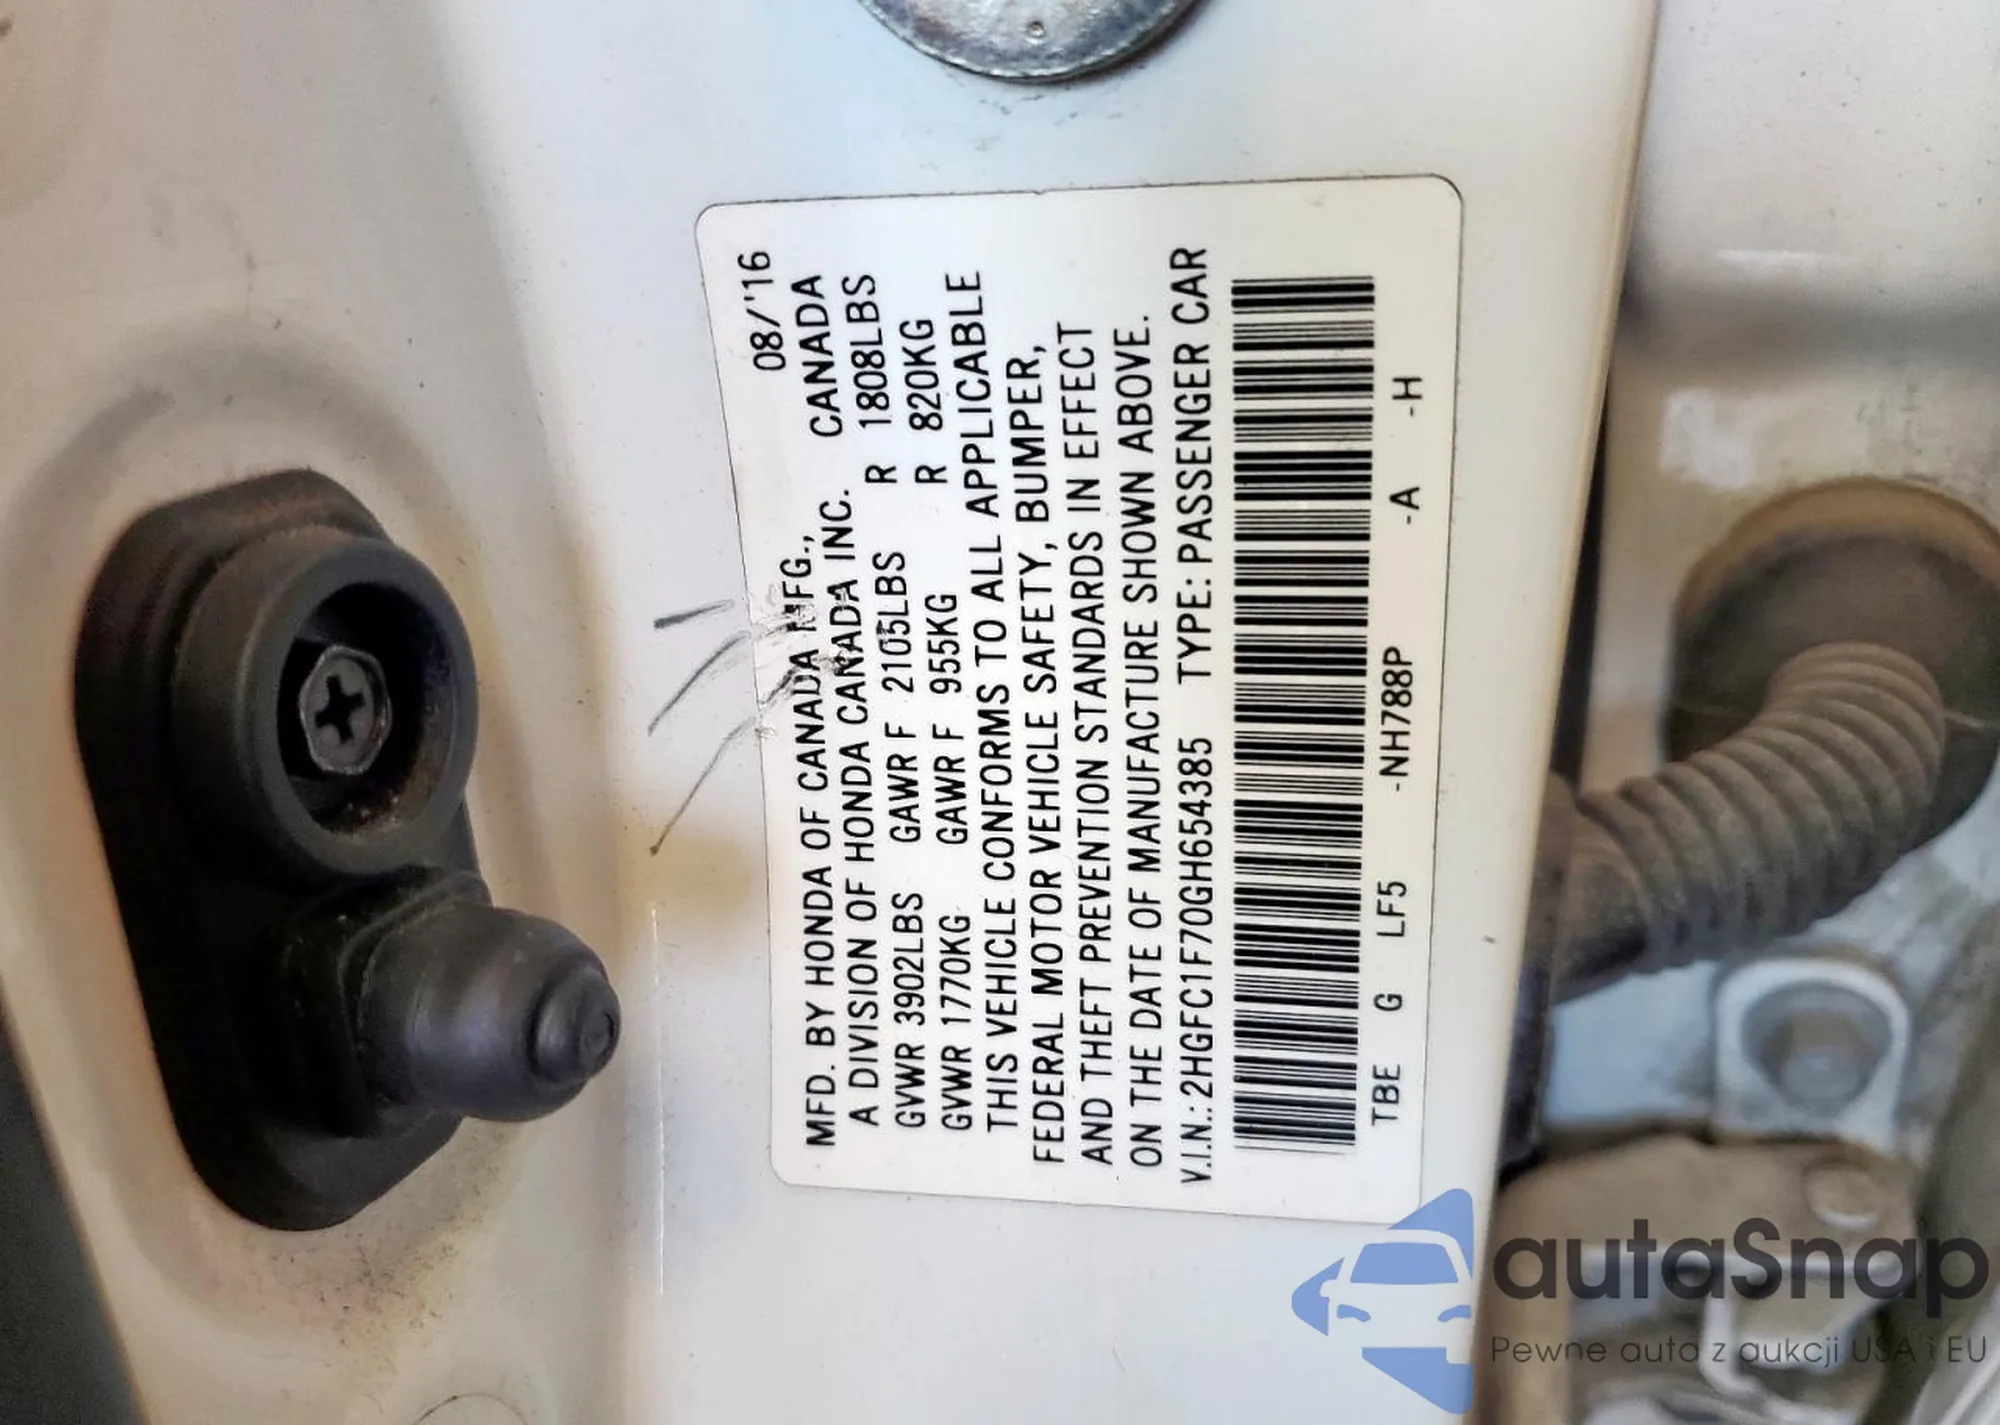 08/'16
MFD. BY HONDA OF CANADA MFG., CANADA
A DIVISION OF HONDA CANADA INC.
GVWR 3902LBS GAWR F 2105LBS R 1808LBS
GVWR 1770KG GAWR F 955KG R 820KG
THIS VEHICLE CONFORMS TO ALL APPLICABLE
FEDERAL MOTOR VEHICLE SAFETY, BUMPER,
AND THEFT PREVENTION STANDARDS IN EFFECT
ON THE DATE OF MANUFACTURE SHOWN ABOVE.
V.I.N.: 2HGFC1F70GH654385 TYPE: PASSENGER CAR
TBE G LF5 -NH788P -A -H
autaSnap
Pewne auta z aukcji USA i EU